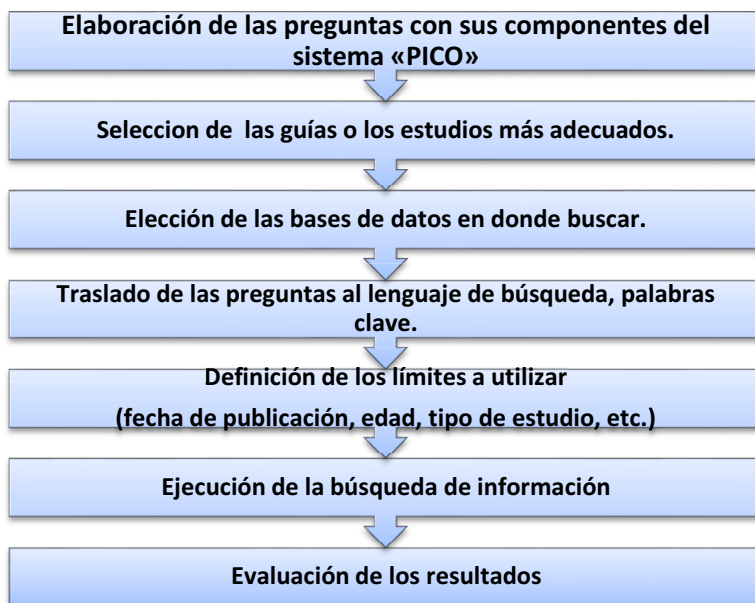 Elaboración de las preguntas con sus componentes del
sistema «PICO»
Seleccion de las guías o los estudios más adecuados.
Elección de las bases de datos en donde buscar.
Traslado de las preguntas al lenguaje de búsqueda, palabras
clave.
Definición de los límites a utilizar
(fecha de publicación, edad, tipo de estudio, etc.)
Ejecución de la búsqueda de información
Evaluación de los resultados